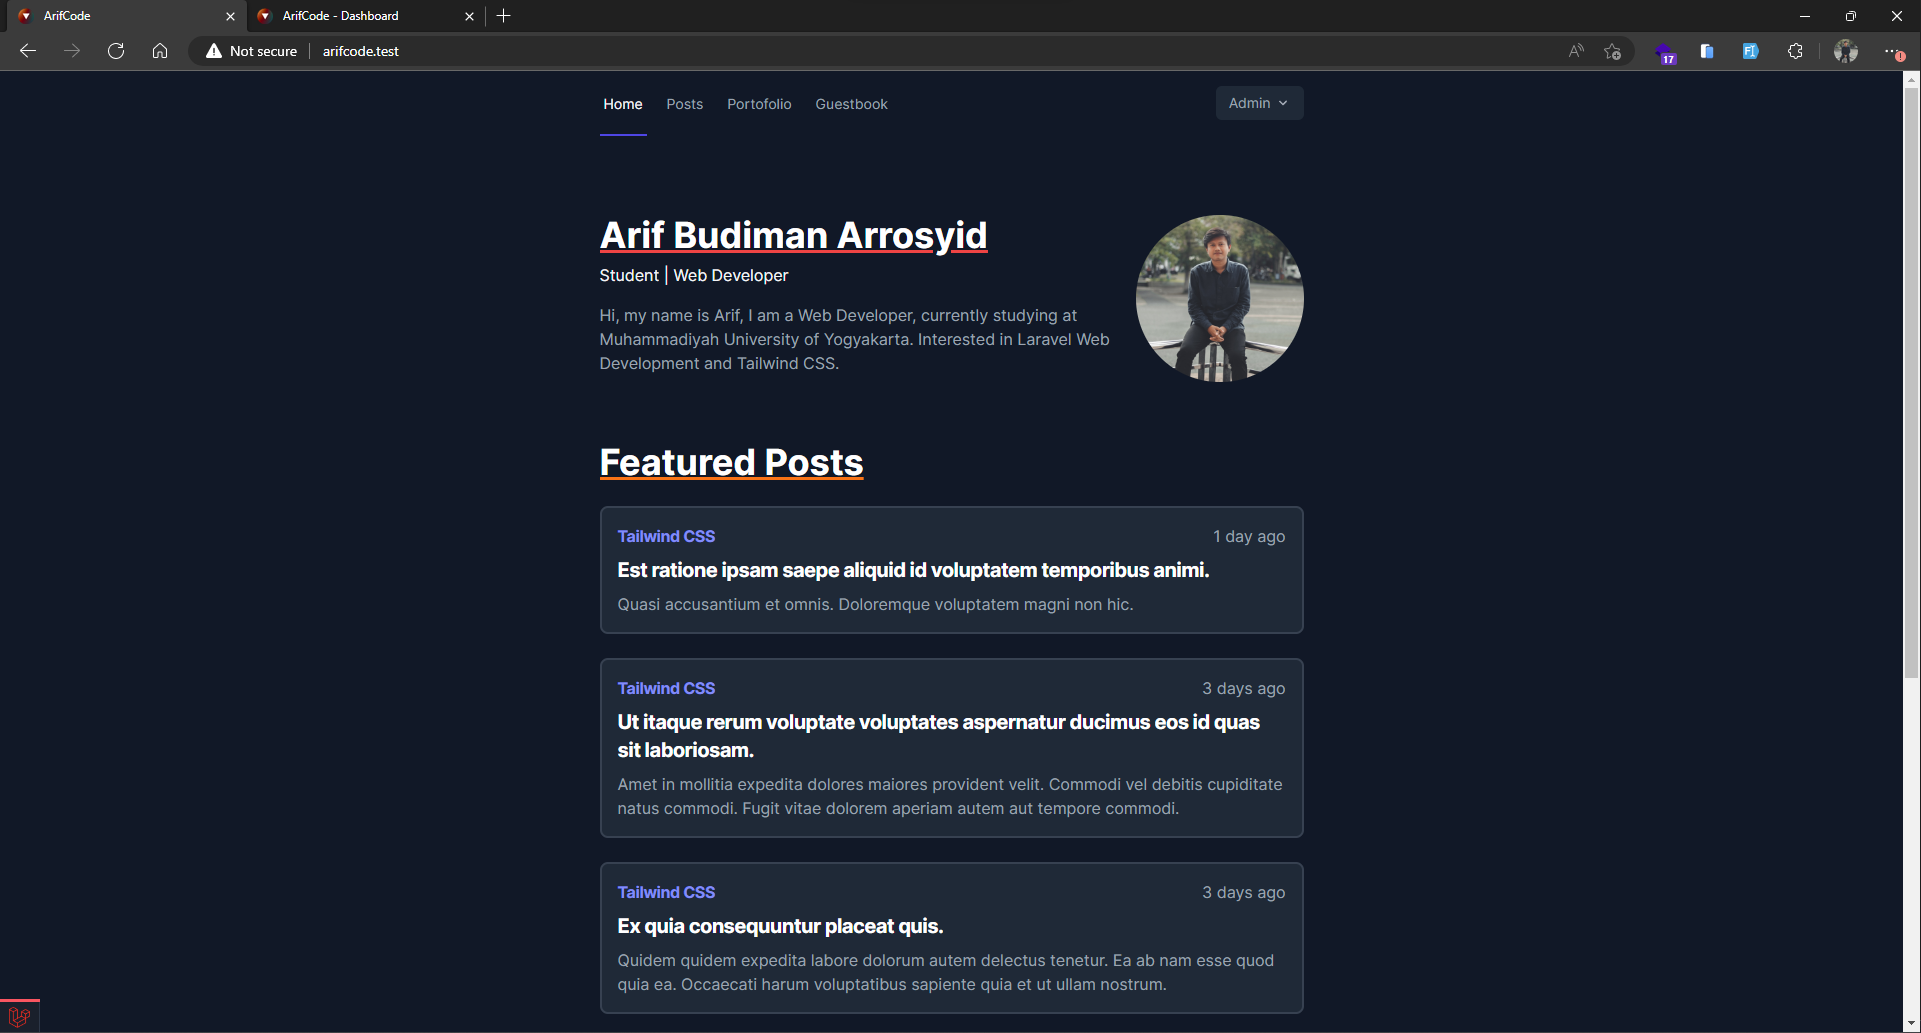 ArifCode
ArifCode - Dashboard
Not secure
arifcode.test
17
Home
Posts
Portofolio
Guestbook
Admin
Arif Budiman Arrosyid
Student | Web Developer
Hi, my name is Arif, I am a Web Developer, currently studying at
Muhammadiyah University of Yogyakarta. Interested in Laravel Web
Development and Tailwind CSS.
Featured Posts
Tailwind CSS
1 day ago
Est ratione ipsam saepe aliquid id voluptatem temporibus animi.
Quasi accusantium et omnis. Doloremque voluptatem magni non hic.
Tailwind CSS
3 days ago
Ut itaque rerum voluptate voluptates aspernatur ducimus eos id quas
sit laboriosam.
Amet in mollitia expedita dolores maiores provident velit. Commodi vel debitis cupiditate
natus commodi. Fugit vitae dolorem aperiam autem aut tempore commodi.
Tailwind CSS
3 days ago
Ex quia consequuntur placeat quis.
Quidem quidem expedita labore dolorum autem delectus tenetur. Ea ab nam esse quod
quia ea. Occaecati harum voluptatibus sapiente quia et ut ullam nostrum.